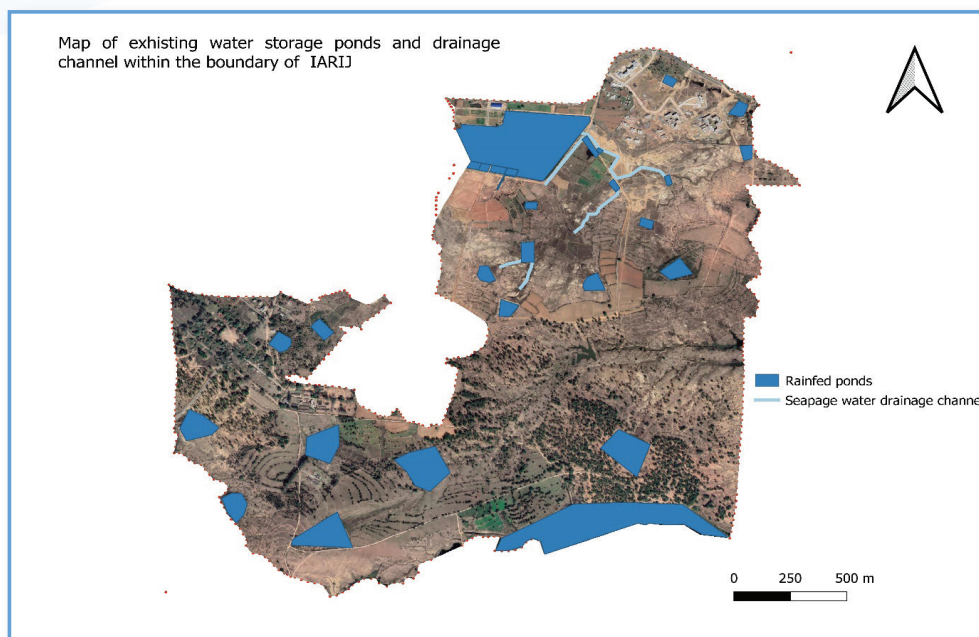 Map of exhisting water storage ponds and drainage
channel within the boundary of IARIJ
Rainfed ponds
Seapage water drainage channel
0 250 500 m